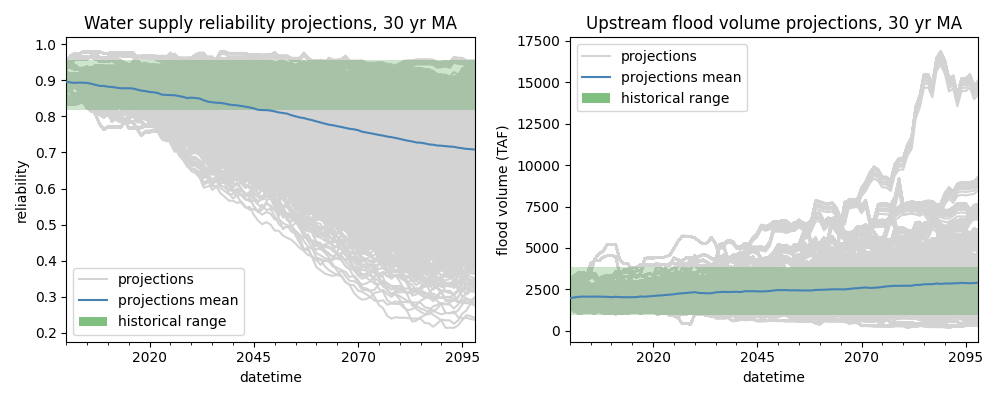 Water supply reliability projections, 30 yr MA
1.0
0.9
0.8
0.7
0.6
0.5
0.4
0.3
0.2
reliability
projections
projections mean
historical range
2020
2045
2070
2095
datetime
Upstream flood volume projections, 30 yr MA
17500
15000
12500
10000
7500
5000
2500
0
flood volume (TAF)
projections
projections mean
historical range
2020
2045
2070
2095
datetime